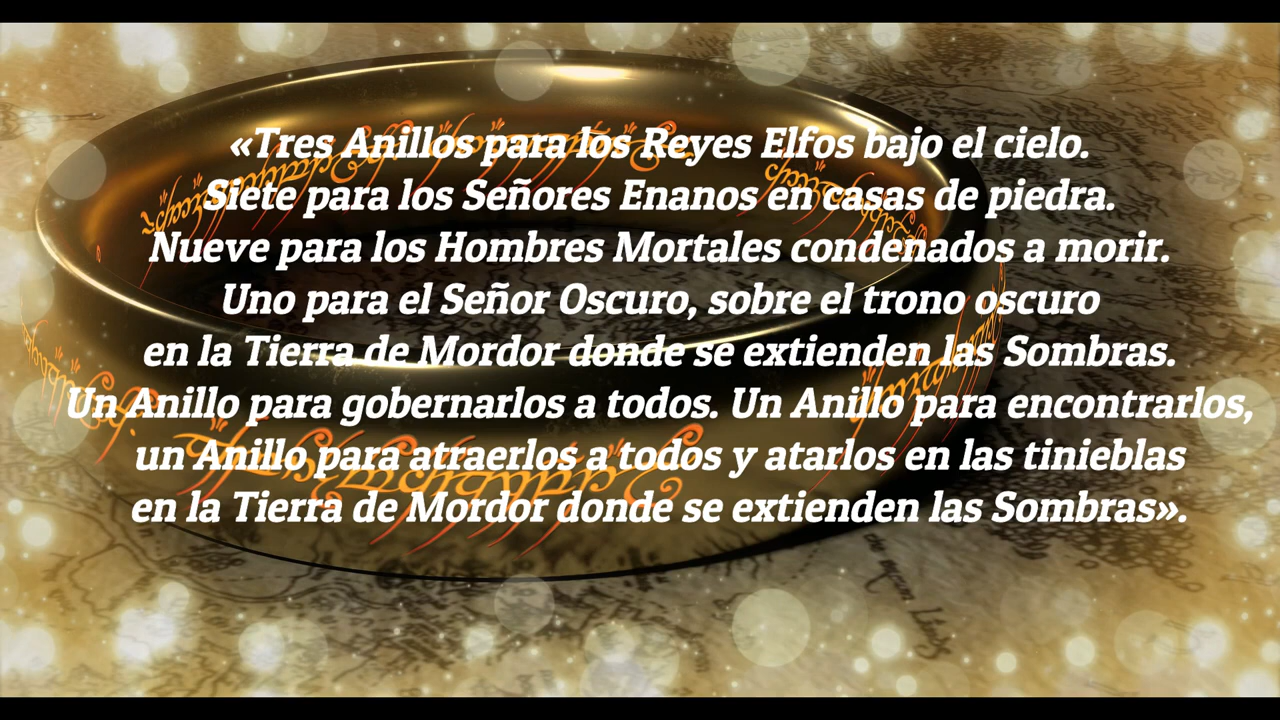 «Tres Anillos para los Reyes Elfos bajo el cielo.
Siete para los Señores Enanos en casas de piedra.
Nueve para los Hombres Mortales condenados a morir.
Uno para el Señor Oscuro, sobre el trono oscuro
en la Tierra de Mordor donde se extienden las Sombras.
Un Anillo para gobernarlos a todos. Un Anillo para encontrarlos,
un Anillo para atraerlos a todos y atarlos en las tinieblas
en la Tierra de Mordor donde se extienden las Sombras».